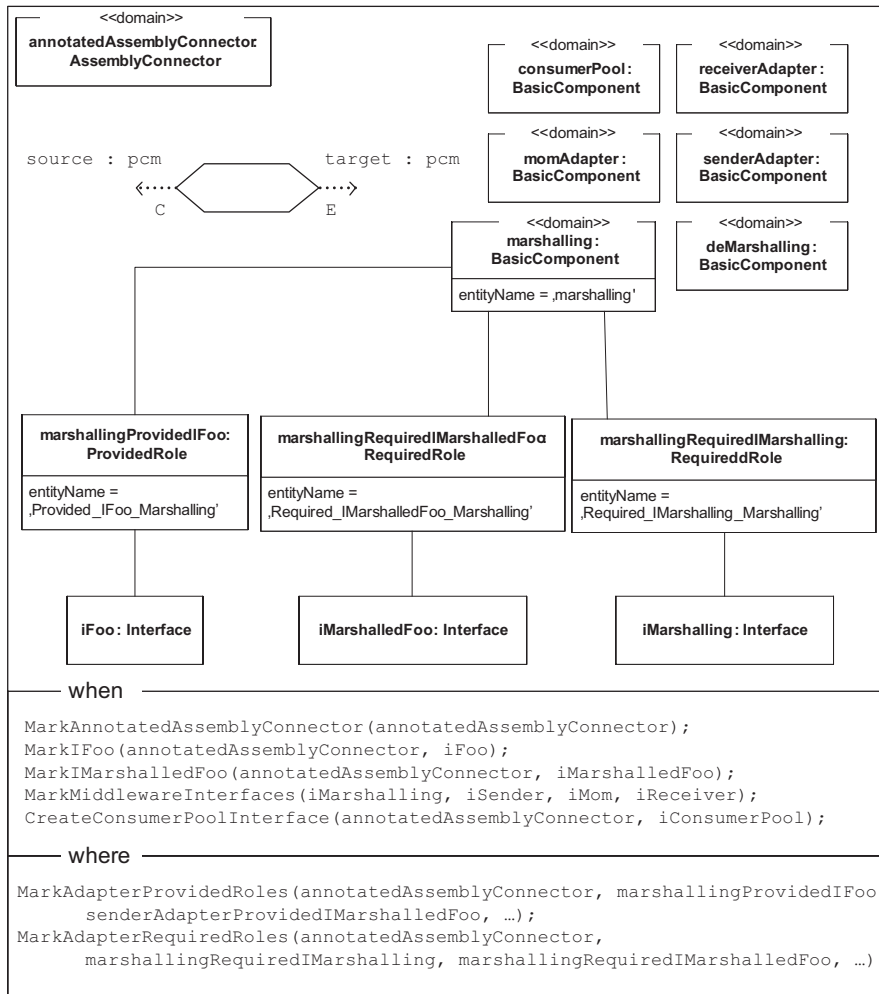 <<domain>>
annotatedAssemblyConnector:
AssemblyConnector
<<domain>>
consumerPool:
BasicComponent
<<domain>>
receiverAdapter:
BasicComponent
source : pcm
target : pcm
C
E
<<domain>>
momAdapter:
BasicComponent
<<domain>>
senderAdapter:
BasicComponent
<<domain>>
marshalling:
BasicComponent
entityName = ‚marshalling'
<<domain>>
deMarshalling:
BasicComponent
marshallingProvidedIFoo:
ProvidedRole
entityName =
‚Provided_IFoo_Marshalling'
marshallingRequiredIMarshalledFoo:
RequiredRole
entityName =
‚Required_IMarshalledFoo_Marshalling'
marshallingRequiredIMarshalling:
RequireddRole
entityName =
‚Required_IMarshalling_Marshalling'
iFoo: Interface
iMarshalledFoo: Interface
iMarshalling: Interface
when
MarkAnnotatedAssemblyConnector(annotatedAssemblyConnector);
MarkIFoo(annotatedAssemblyConnector, iFoo);
MarkIMarshalledFoo(annotatedAssemblyConnector, iMarshalledFoo);
MarkMiddlewareInterfaces(iMarshalling, iSender, iMom, iReceiver);
CreateConsumerPoolInterface(annotatedAssemblyConnector, iConsumerPool);
where
MarkAdapterProvidedRoles(annotatedAssemblyConnector, marshallingProvidedIFoo
senderAdapterProvidedIMarshalledFoo, …);
MarkAdapterRequiredRoles(annotatedAssemblyConnector,
marshallingRequiredIMarshalling, marshallingRequiredIMarshalledFoo, …)